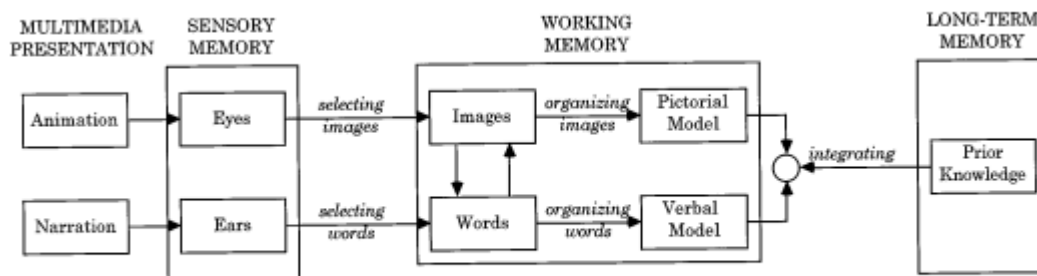 MULTIMEDIA
PRESENTATION
SENSORY
MEMORY
WORKING
MEMORY
LONG-TERM
MEMORY
Animation
Eyes
selecting
images
Images
organizing
images
Pictorial
Model
integrating
Prior
Knowledge
Narration
Ears
selecting
words
Words
organizing
words
Verbal
Model